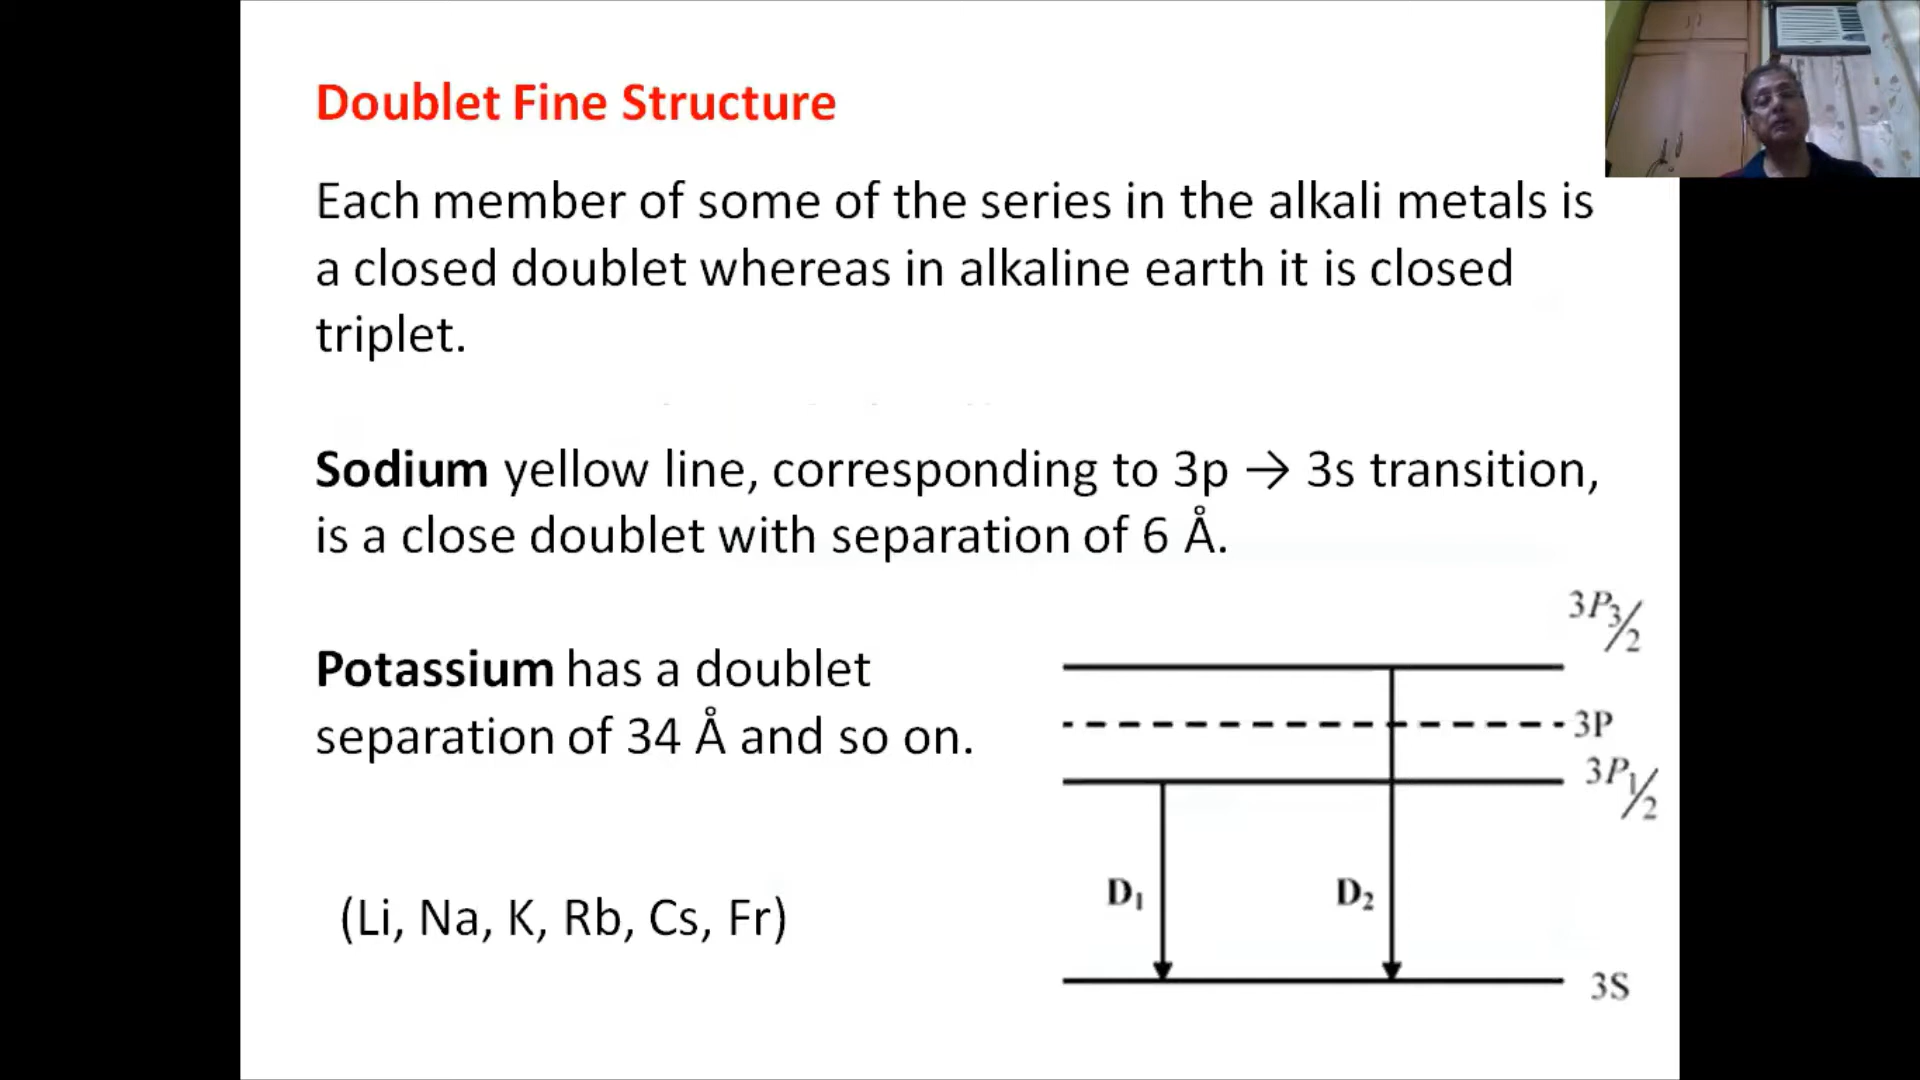 Doublet Fine Structure
Each member of some of the series in the alkali metals is
a closed doublet whereas in alkaline earth it is closed
triplet.
Sodium yellow line, corresponding to 3p → 3s transition,
is a close doublet with separation of 6 Å.
Potassium has a doublet
separation of 34 Å and so on.
(Li, Na, K, Rb, Cs, Fr)
3P3/2
3P
3P1/2
D1
D2
3S